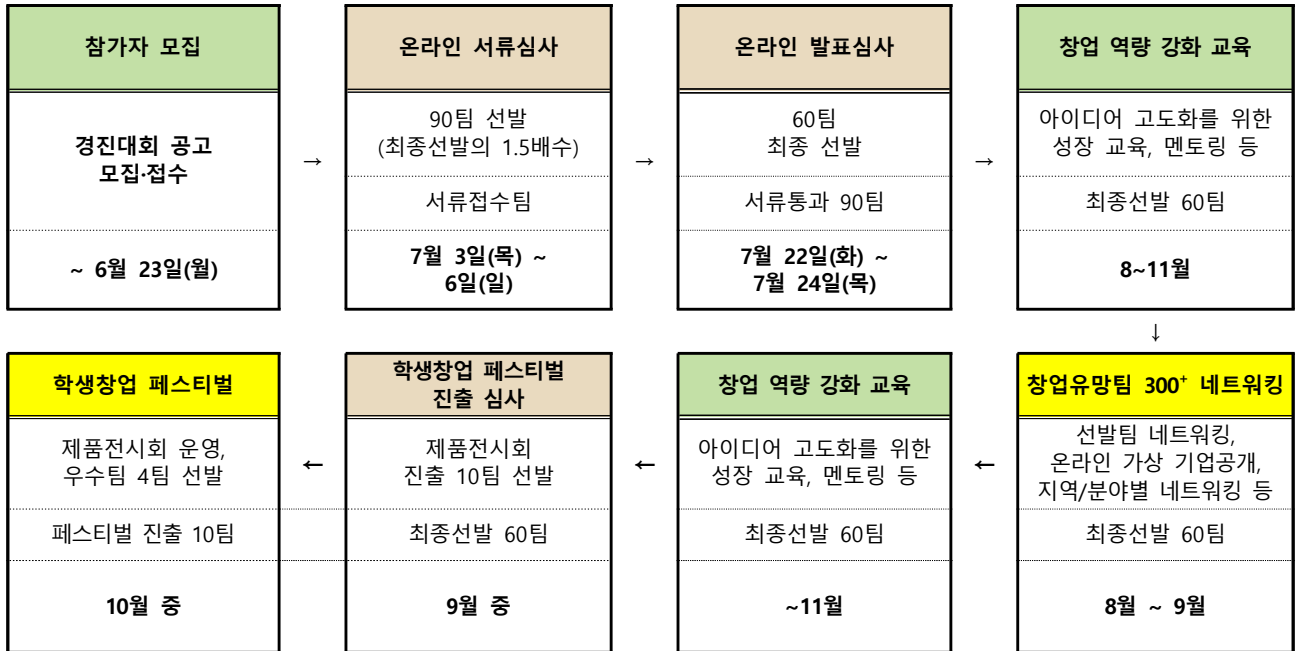 참가자 모집
경진대회 공고
모집·접수
~ 6월 23일(월)
→
온라인 서류심사
90팀 선발
(최종선발의 1.5배수)
서류접수팀
7월 3일(목) ~
6일(일)
→
온라인 발표심사
60팀
최종 선발
서류통과 90팀
7월 22일(화) ~
7월 24일(목)
→
창업 역량 강화 교육
아이디어 고도화를 위한
성장 교육, 멘토링 등
최종선발 60팀
8~11월
↓
창업유망팀 300⁺ 네트워킹
선발팀 네트워킹,
온라인 가상 기업공개,
지역/분야별 네트워킹 등
최종선발 60팀
8월 ~ 9월
←
창업 역량 강화 교육
아이디어 고도화를 위한
성장 교육, 멘토링 등
최종선발 60팀
~11월
←
학생창업 페스티벌
진출 심사
제품전시회
진출 10팀 선발
최종선발 60팀
9월 중
←
학생창업 페스티벌
제품전시회 운영,
우수팀 4팀 선발
페스티벌 진출 10팀
10월 중